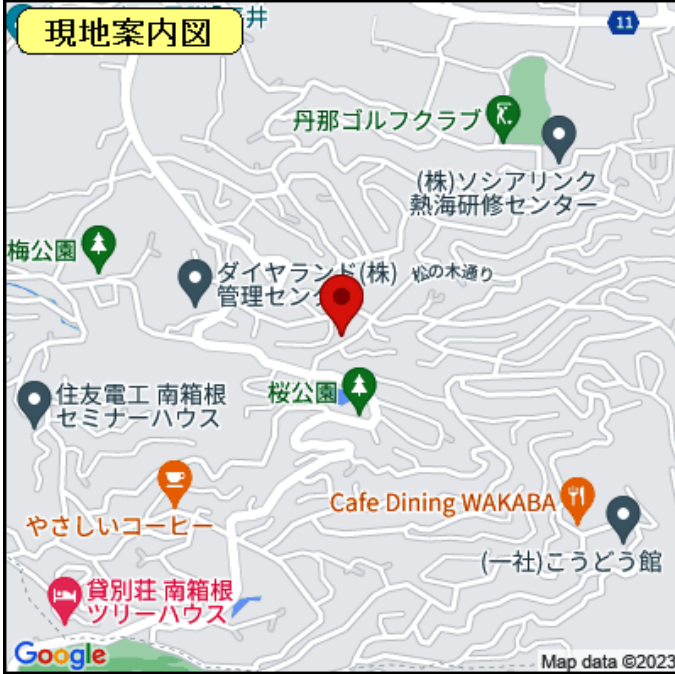 現地案内図
井
11
丹那ゴルフクラブ
(株)ソシアリンク
熱海研修センター
梅公園
ダイヤランド(株)
管理センタ
松の木通り
桜公園
住友電工 南箱根
セミナーハウス
やさしいコーヒー
Cafe Dining WAKABA
(一社)こうどう館
貸別荘 南箱根
ツリーハウス
Google
Map data ©2023